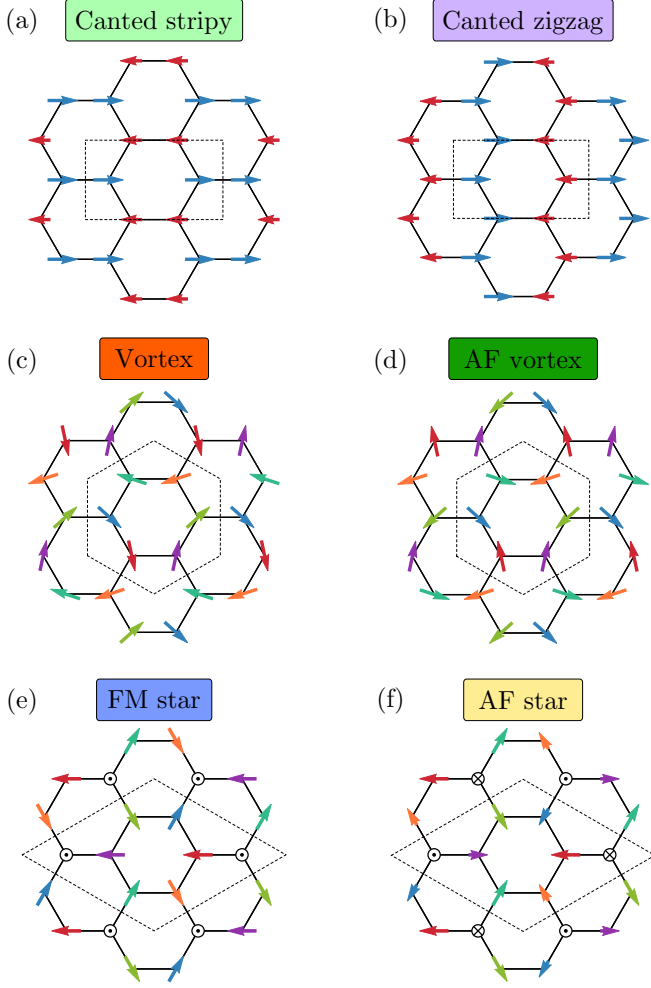 (a) Canted stripy
(b) Canted zigzag
(c) Vortex
(d) AF vortex
(e) FM star
(f) AF star